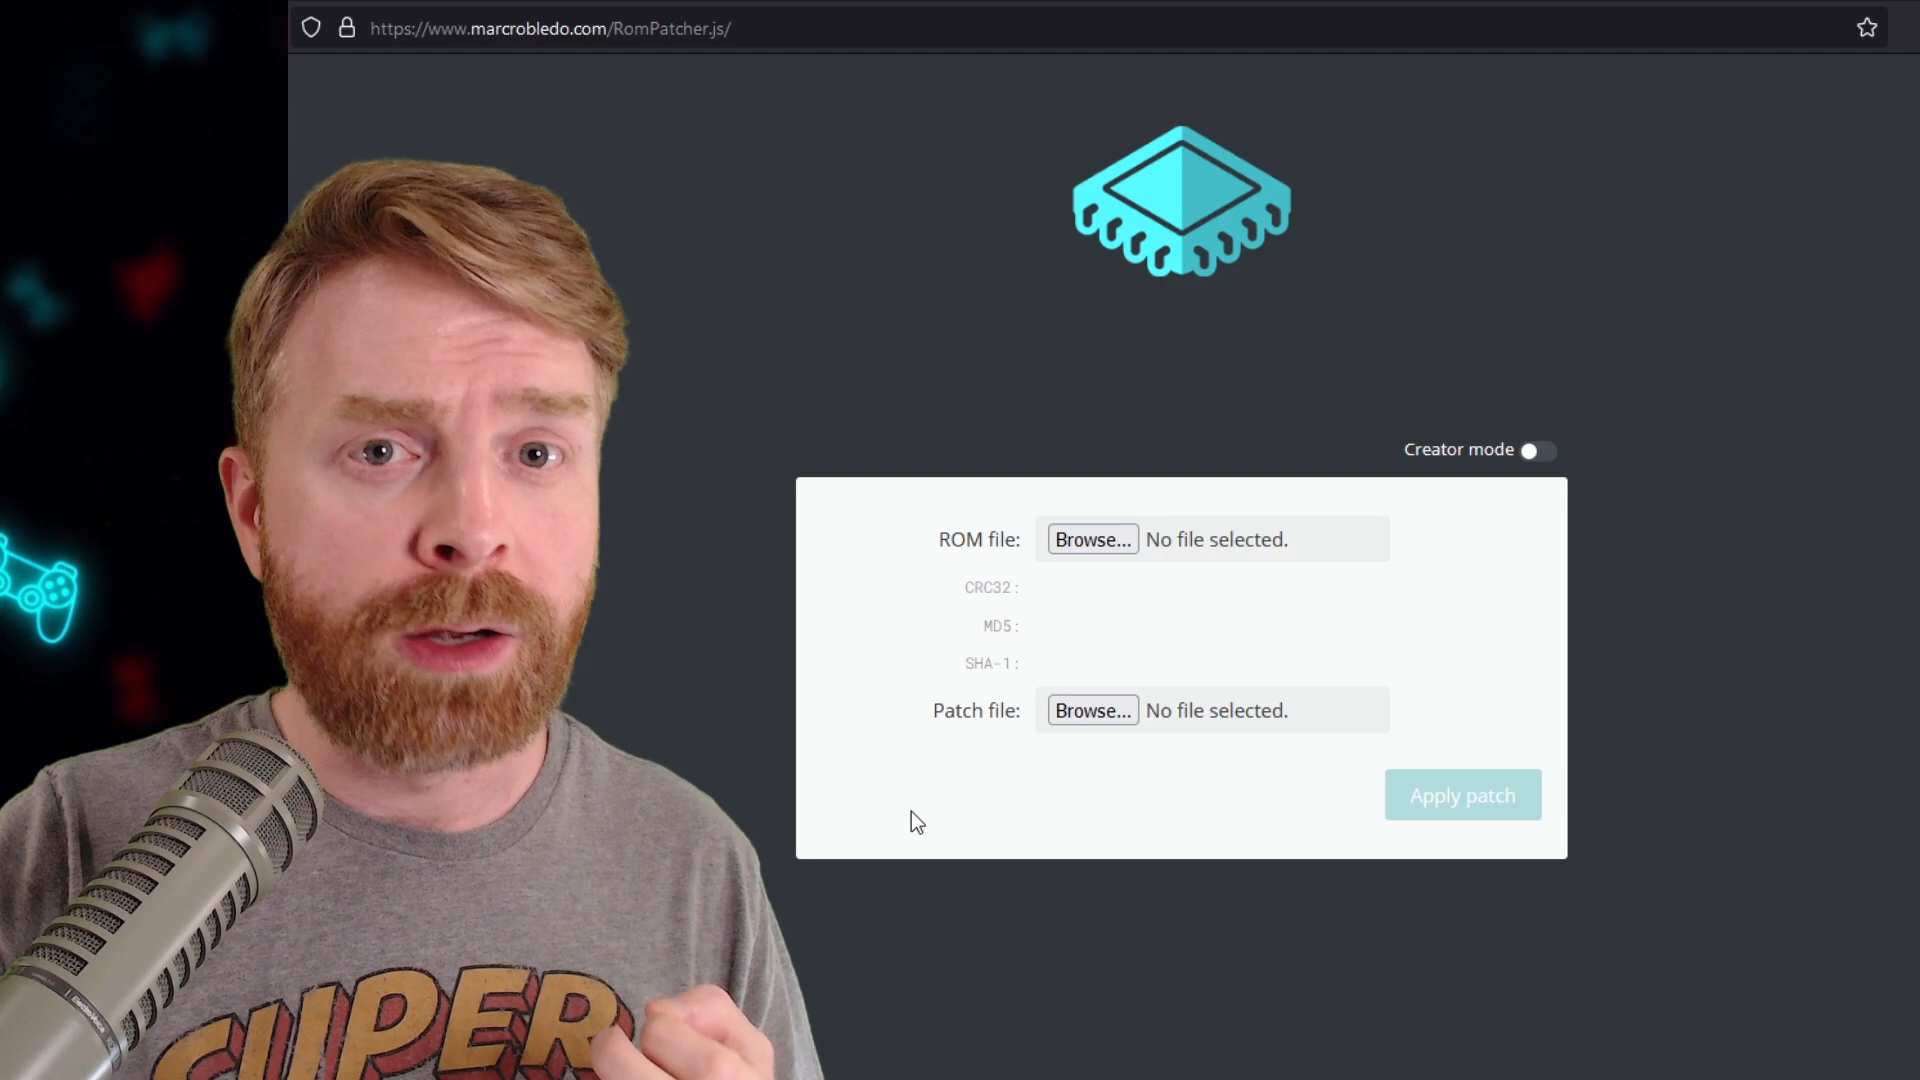 https://www.marcrobledo.com/RomPatcher.js/
Creator mode
ROM file: Browse... No file selected.
CRC32:
MD5:
SHA-1:
Patch file: Browse... No file selected.
Apply patch
SUPER